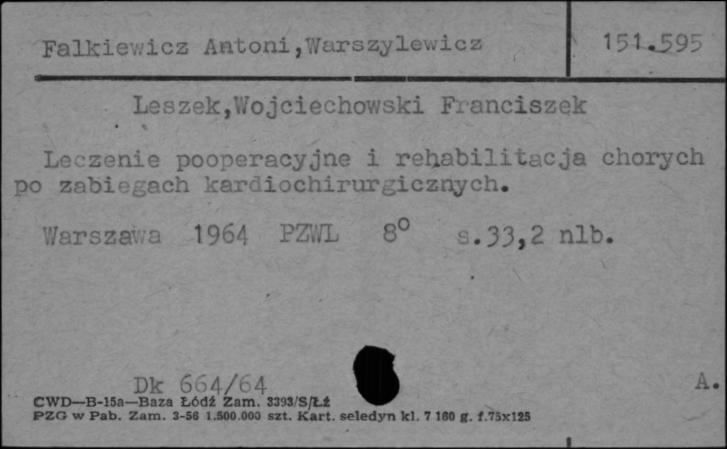 Falkiewicz Antoni,Warszylewicz 151.595
Leszek,Wojciechowski Franciszek
Leczenie pooperacyjne i rehabilitacja chorych
po zabiegach kardiochirurgicznych.
Warszawa 1964 PZWL 8° s.33,2 nlb.
Dk 664/64 A.
CWD—B-15a—Baza Łódź Zam. 3393/S/Łź
PZG w Pab. Zam. 3-56 1.500.000 szt. Kart. seledyn kl. 7 180 g. f.75x125